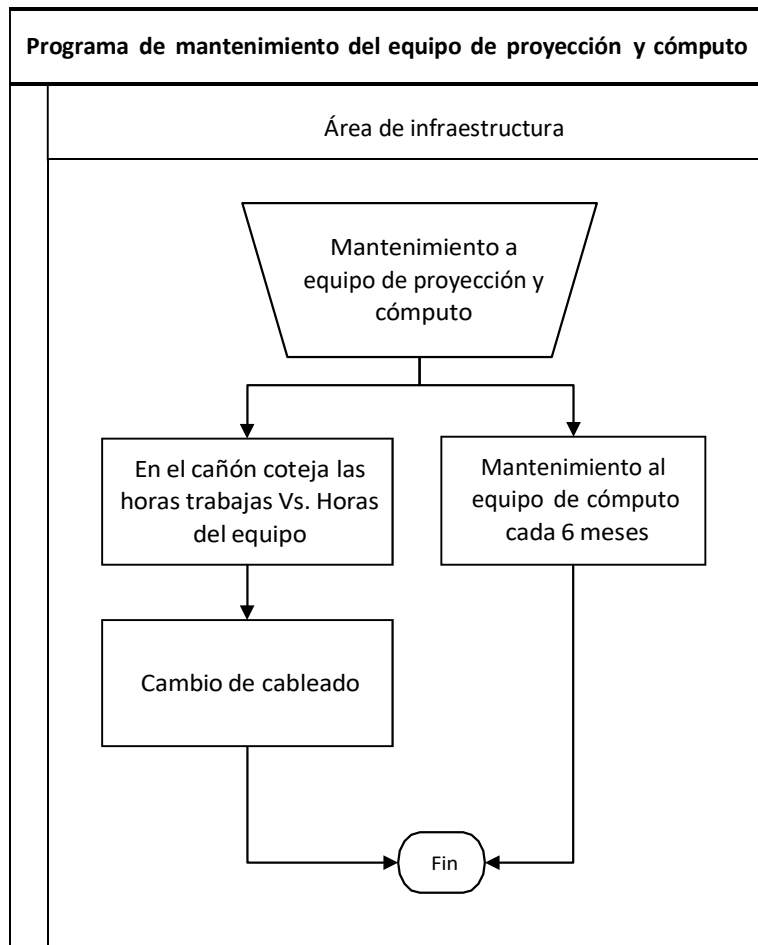 Programa de mantenimiento del equipo de proyección y cómputo
Área de infraestructura
Mantenimiento a
equipo de proyección y
cómputo
En el cañón coteja las
horas trabajas Vs. Horas
del equipo
Mantenimiento al
equipo de cómputo
cada 6 meses
Cambio de cableado
Fin